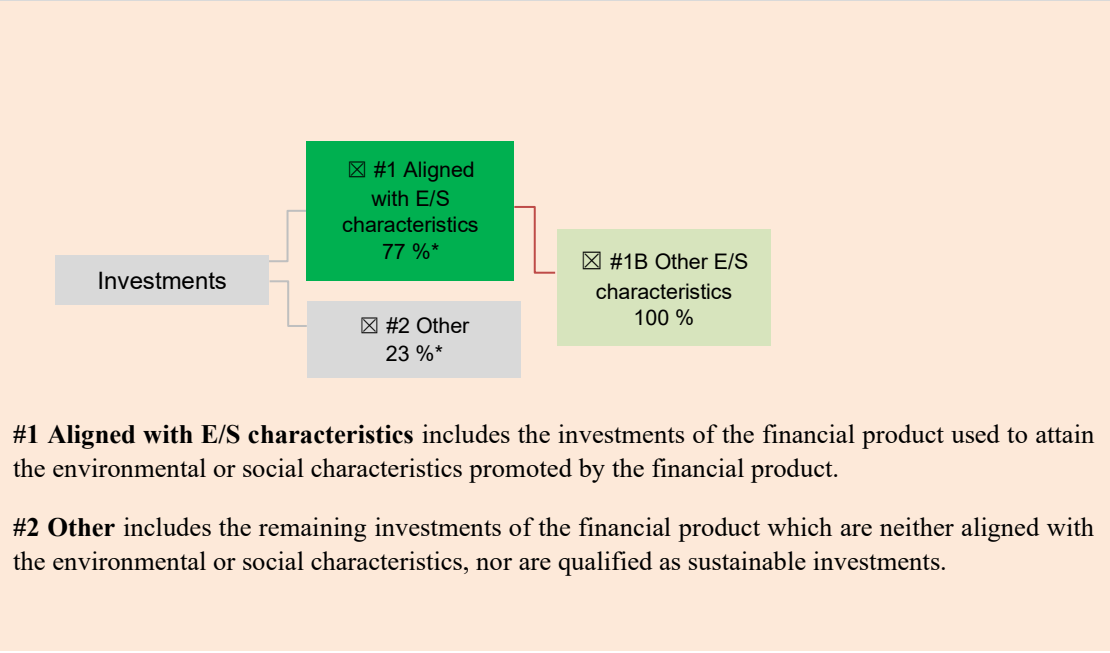 ☒ #1 Aligned
with E/S
characteristics
77 %*
Investments
☒ #2 Other
23 %*
☒ #1B Other E/S
characteristics
100 %
#1 Aligned with E/S characteristics includes the investments of the financial product used to attain
the environmental or social characteristics promoted by the financial product.
#2 Other includes the remaining investments of the financial product which are neither aligned with
the environmental or social characteristics, nor are qualified as sustainable investments.